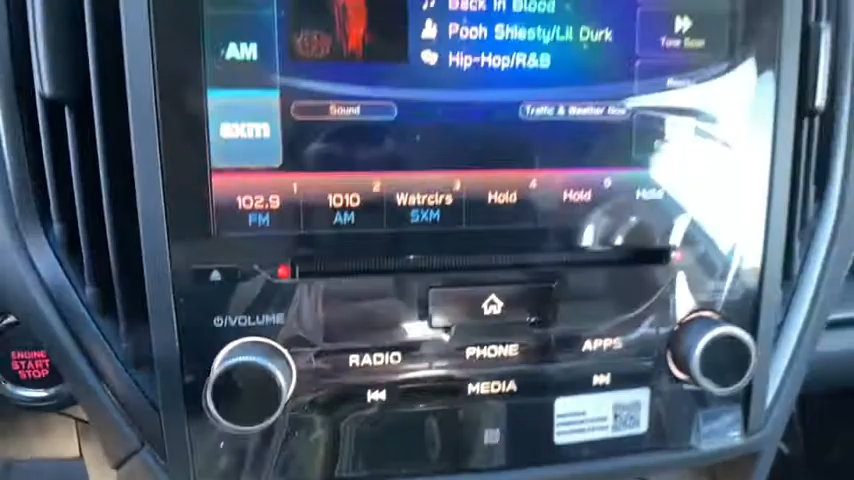 Back in Blood
AM
Pooh Shiesty/Lil Durk
Tune Scan
Hip-Hop/R&B
SXM
Sound
Traffic & Weather Now
1 2 3 4 5
102.9 1010 Watrclrs Hold Hold Hold
FM AM SXM
VOLUME
RADIO PHONE APPS
MEDIA
ENGINE
START
STOP